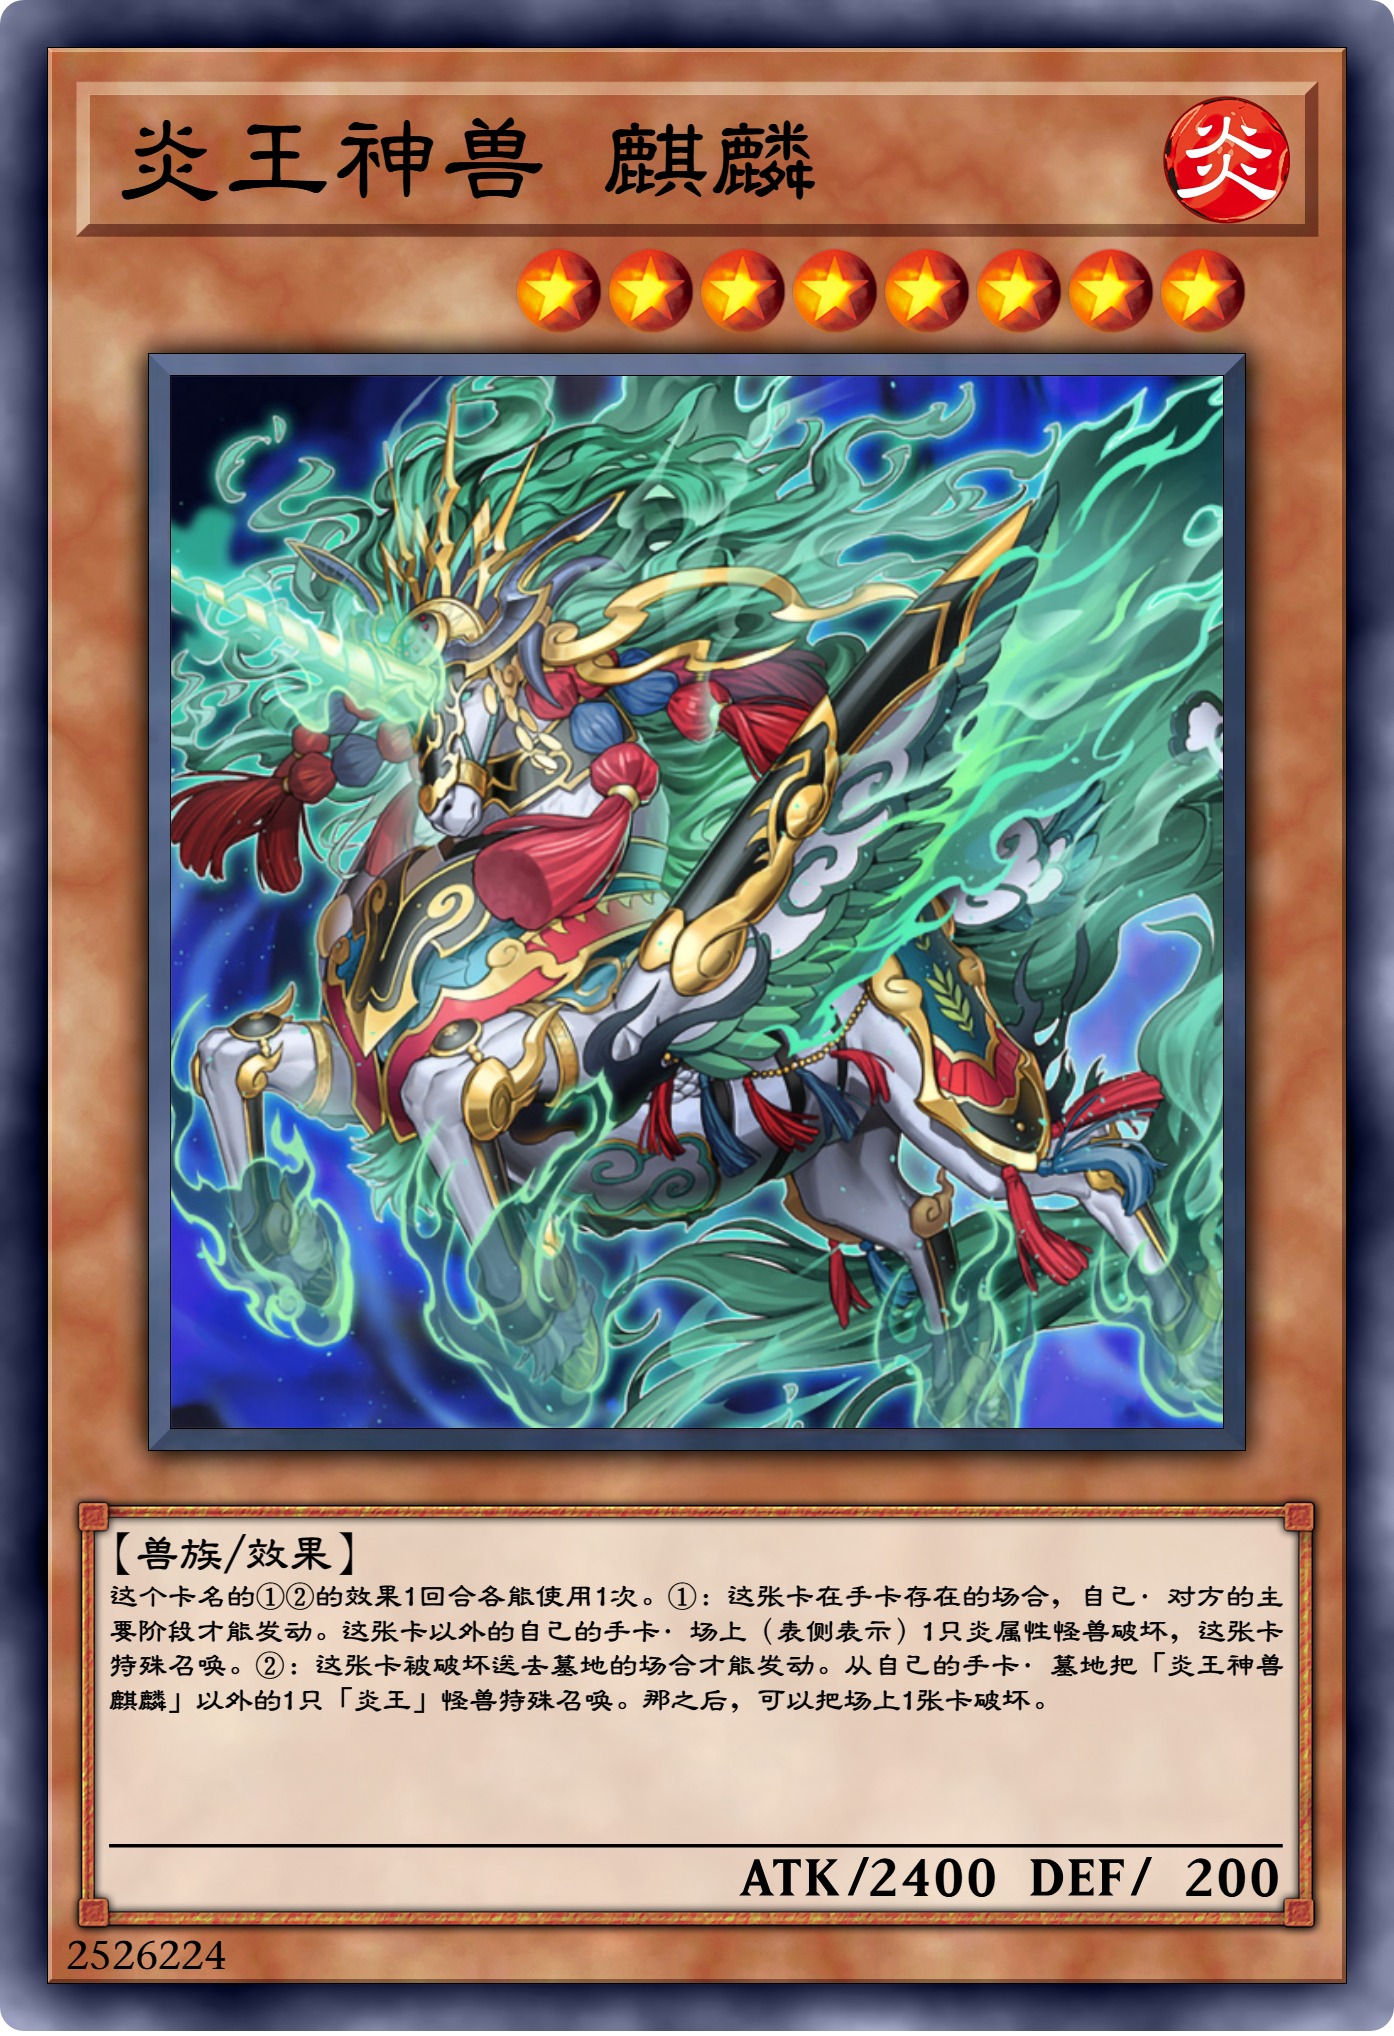 炎王神兽 麒麟
炎
【兽族/效果】
这个卡名的①②的效果1回合各能使用1次。①：这张卡在手卡存在的场合，自己·对方的主
要阶段才能发动。这张卡以外的自己的手卡·场上（表侧表示）1只炎属性怪兽破坏，这张卡
特殊召唤。②：这张卡被破坏送去墓地的场合才能发动。从自己的手卡·墓地把「炎王神兽
麒麟」以外的1只「炎王」怪兽特殊召唤。那之后，可以把场上1张卡破坏。
ATK/2400 DEF/ 200
2526224